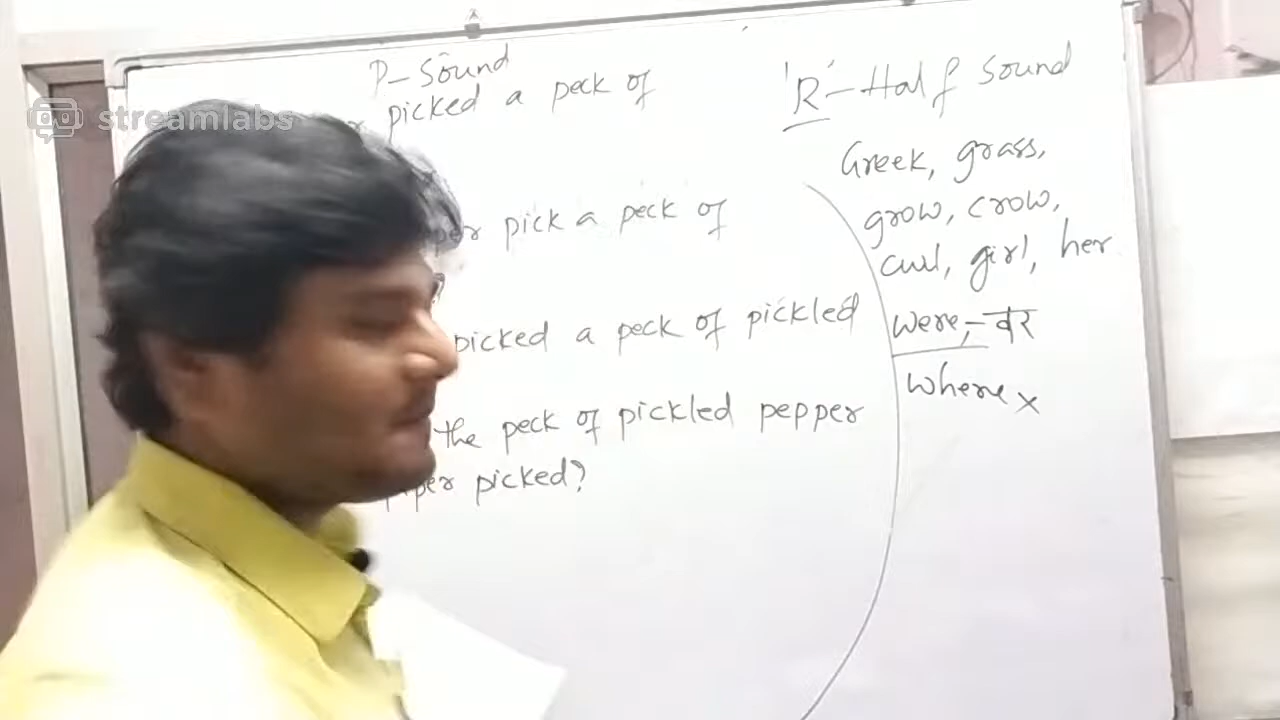 streamlabs
P-Sound
picked a peck of
pick a peck of
picked a peck of pickled
the peck of pickled pepper
picked?
'R'-Half sound
Greek, grass,
grow, crow,
curl, girl, her
were,-वर
where x